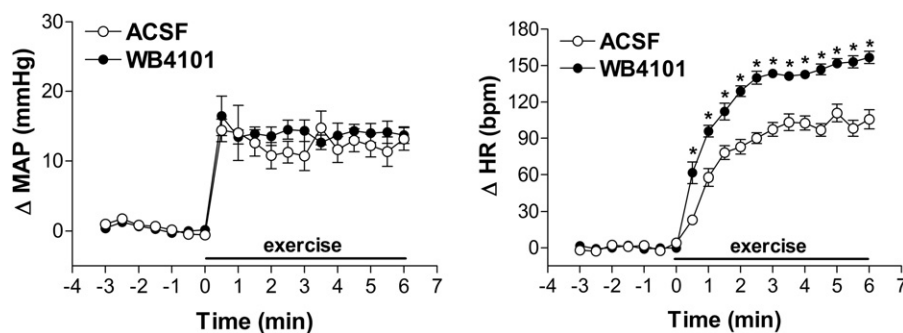 ACSF
WB4101
Δ MAP (mmHg)
30
20
10
0
exercise
-4 -3 -2 -1 0 1 2 3 4 5 6 7
Time (min)
ACSF
WB4101
Δ HR (bpm)
180
150
120
90
60
30
0
* * * * * * * * * * * *
exercise
-4 -3 -2 -1 0 1 2 3 4 5 6 7
Time (min)